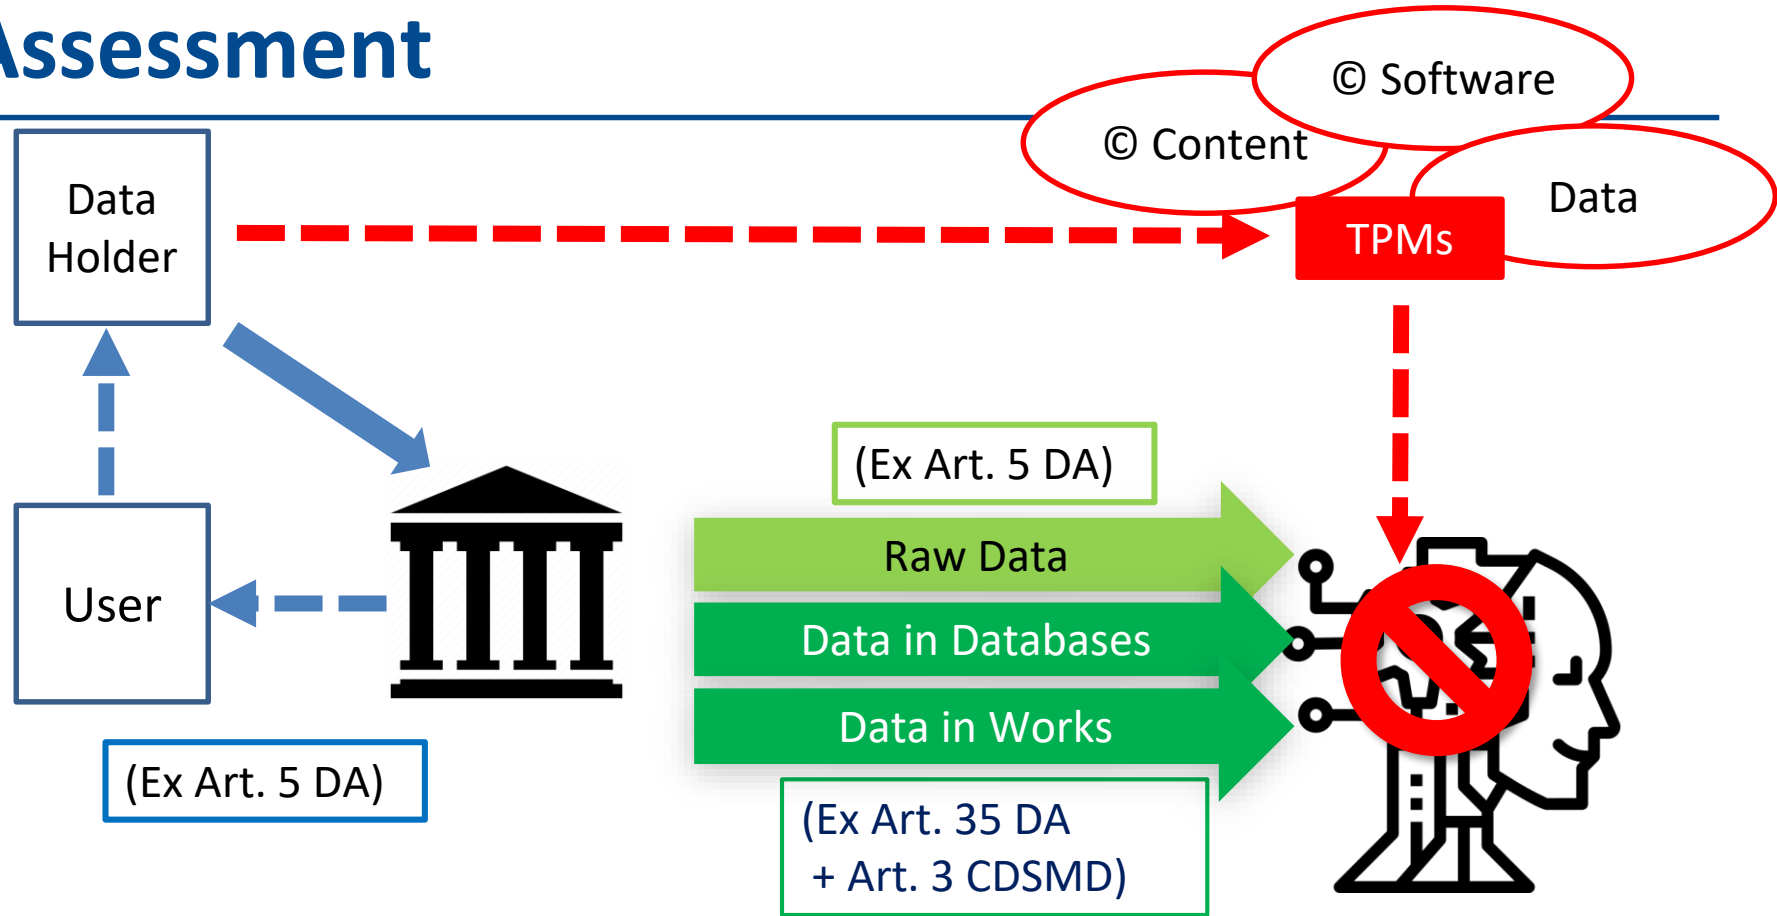 Assessment
© Software
© Content
Data
Holder
Data
TPMs
(Ex Art. 5 DA)
Raw Data
User
Data in Databases
Data in Works
(Ex Art. 5 DA)
(Ex Art. 35 DA
+ Art. 3 CDSMD)